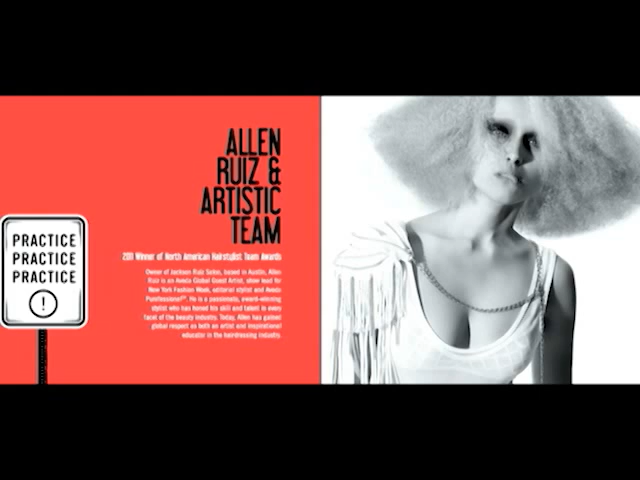 ALLEN
RUIZ &
ARTISTIC
TEAM
2011 Winner of North American Hairstylist Team Awards
Owner of Jackson Ruiz Salon, based in Austin, Allen
Ruiz is an Aveda Global Guest Artist, show lead for
New York Fashion Week, editorial stylist and Aveda
He is a passionate, award-winning
stylist who has honed his skill and talent in every
facet of the beauty industry. Today, Allen has gained
global respect as both an artist and inspirational
educator in the hairdressing industry.
PRACTICE
PRACTICE
PRACTICE
!